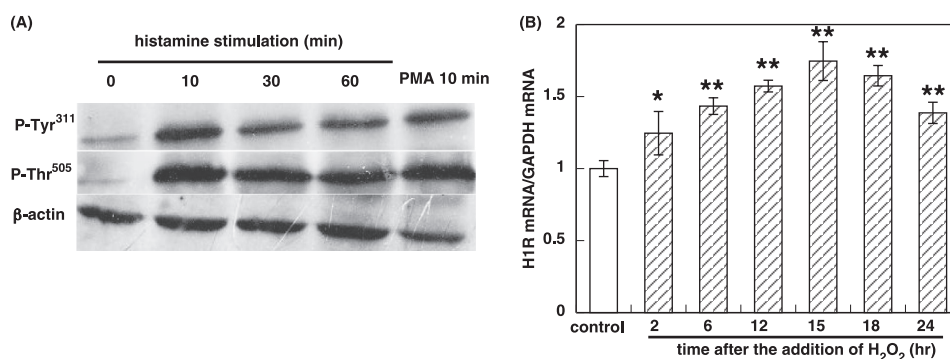 (A)
histamine stimulation (min)
0 10 30 60 PMA 10 min
P-Tyr³¹¹
P-Thr⁵⁰⁵
β-actin
(B)
H1R mRNA/GAPDH mRNA
2
1.5
1
0.5
0
* ** ** ** ** **
control 2 6 12 15 18 24
time after the addition of H₂O₂ (hr)